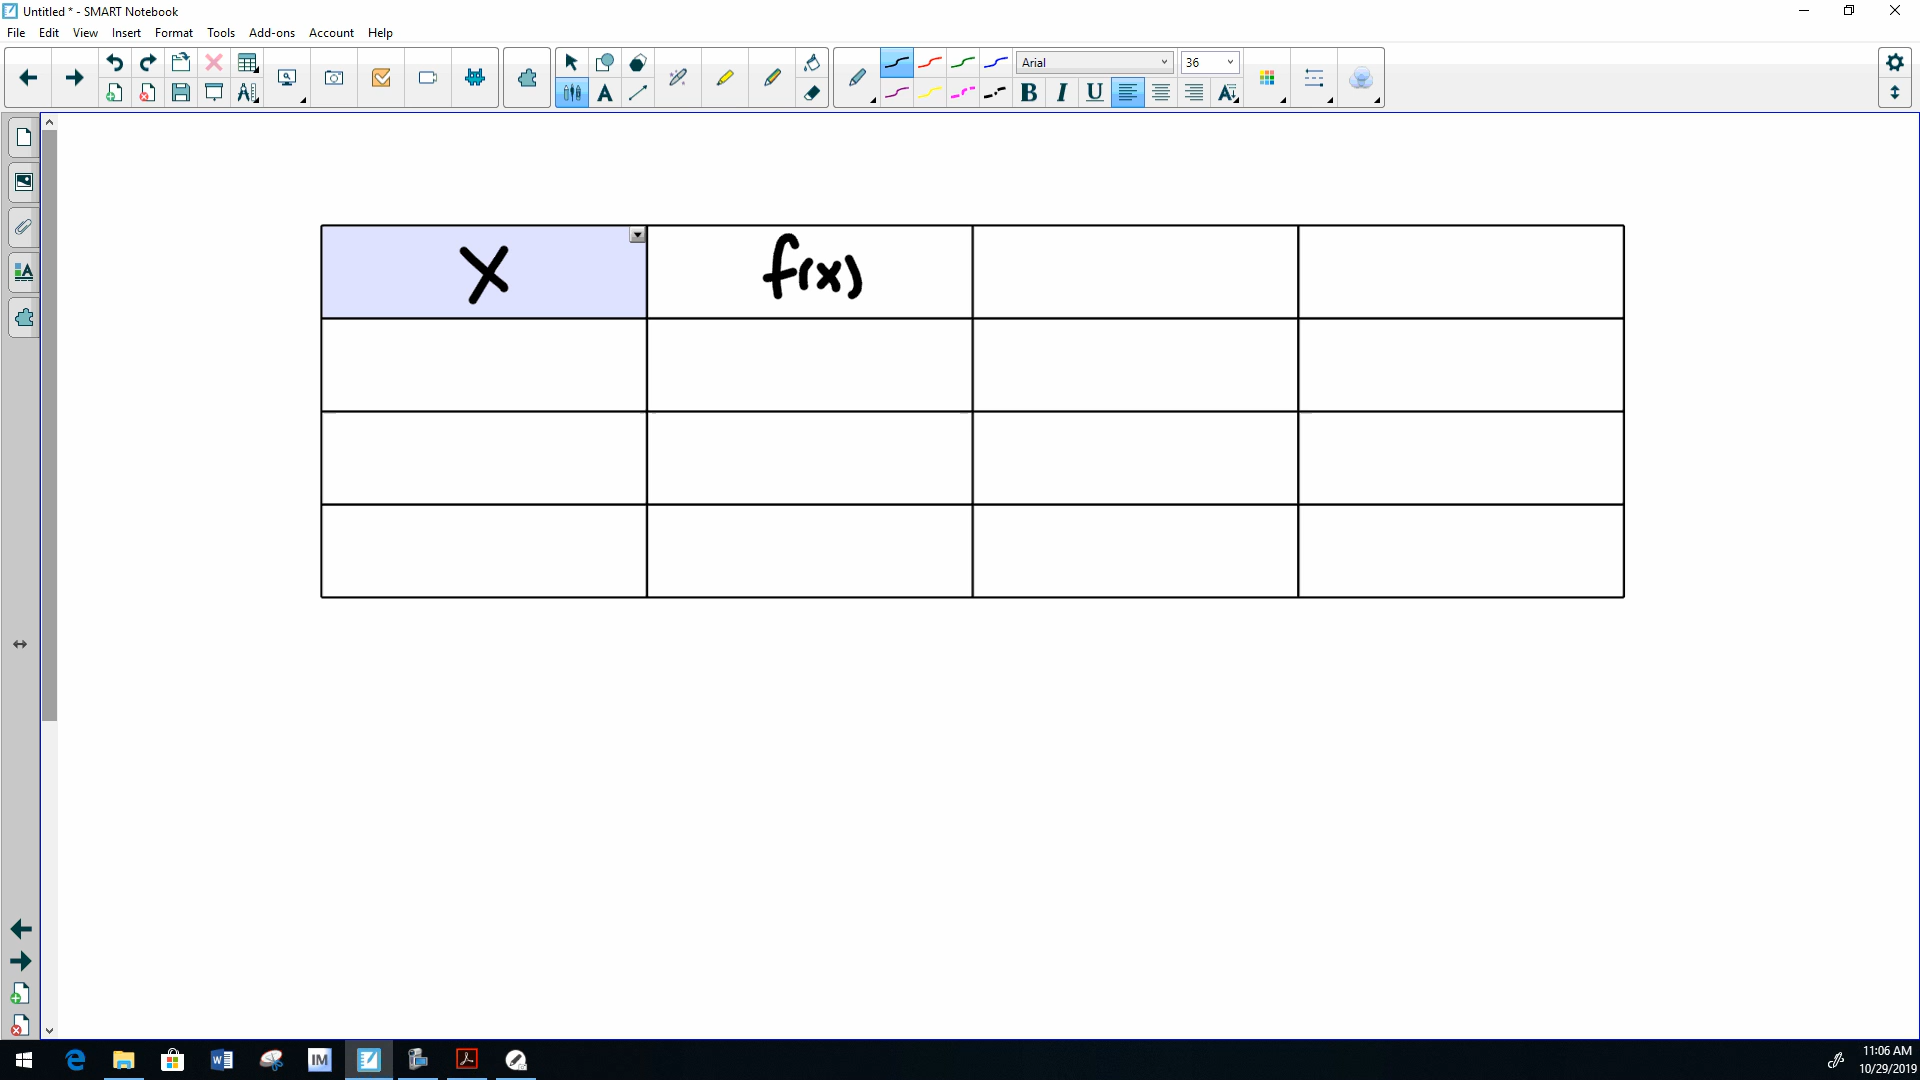 Untitled * - SMART Notebook
File Edit View Insert Format Tools Add-ons Account Help
Arial 36
B I U
X f(x)
11:06 AM
10/29/2019